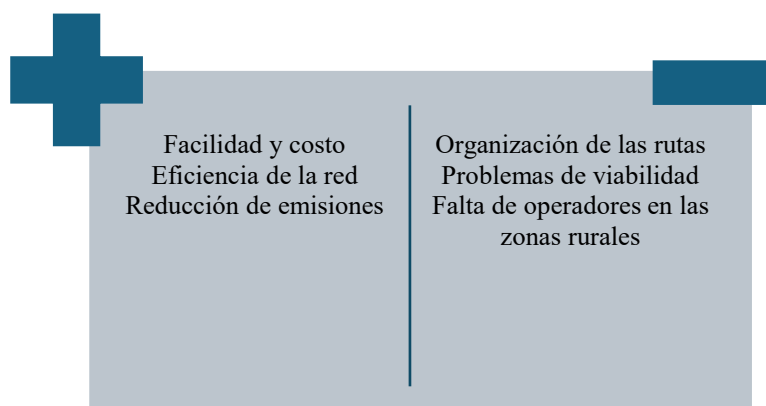 Facilidad y costo
Eficiencia de la red
Reducción de emisiones
Organización de las rutas
Problemas de viabilidad
Falta de operadores en las
zonas rurales